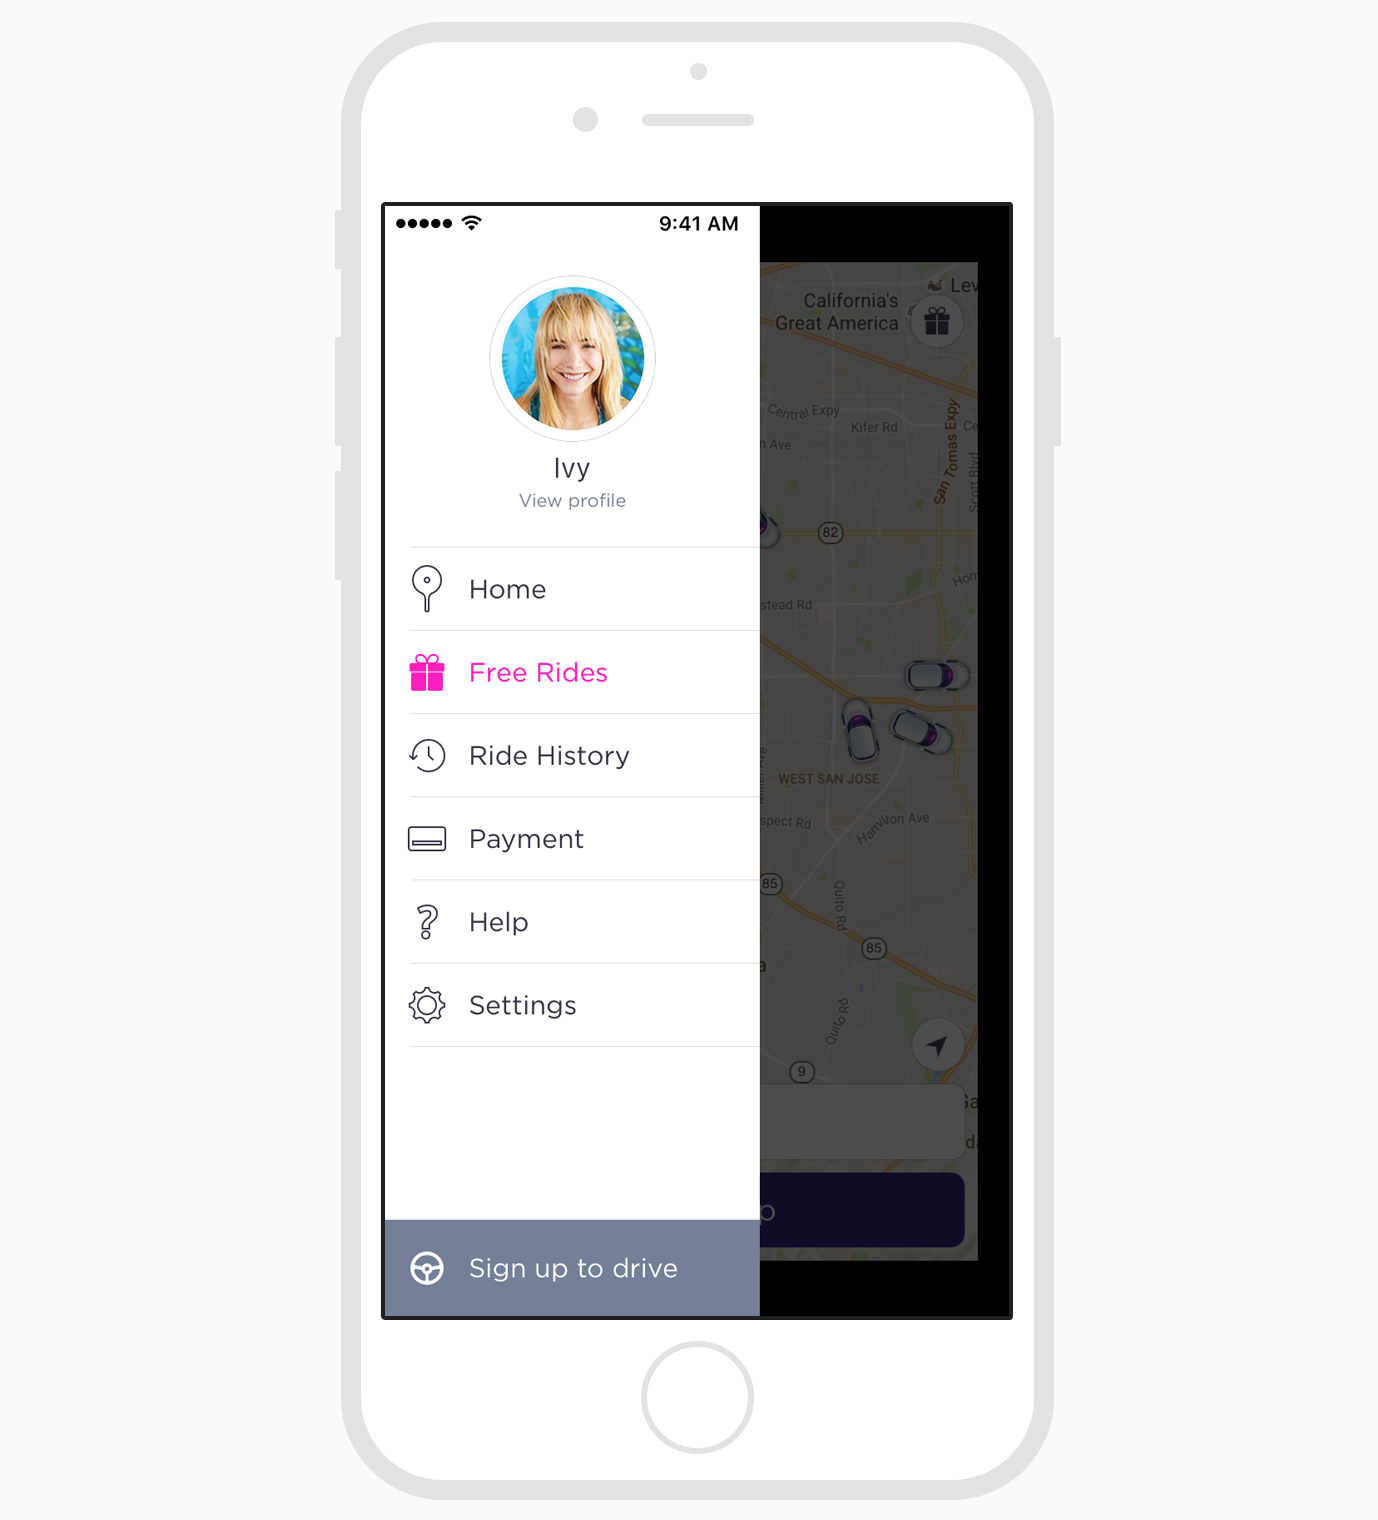 9:41 AM
Ivy
View profile
Home
Free Rides
Ride History
Payment
Help
Settings
Sign up to drive
California's
Great America
Lev
Central Expy
Kifer Rd
Ce
n Ave
San Tomas Expy
Scott Blvd
82
Hom
stead Rd
WEST SAN JOSE
spect Rd
Hamilton Ave
85
Quito Rd
85
a
Quito Rd
9
da
p